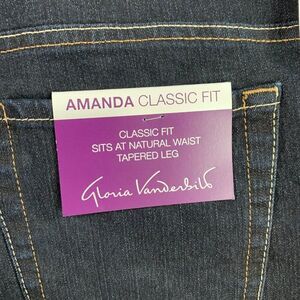 AMANDA CLASSIC FIT
CLASSIC FIT
SITS AT NATURAL WAIST
TAPERED LEG
Gloria Vanderbilt